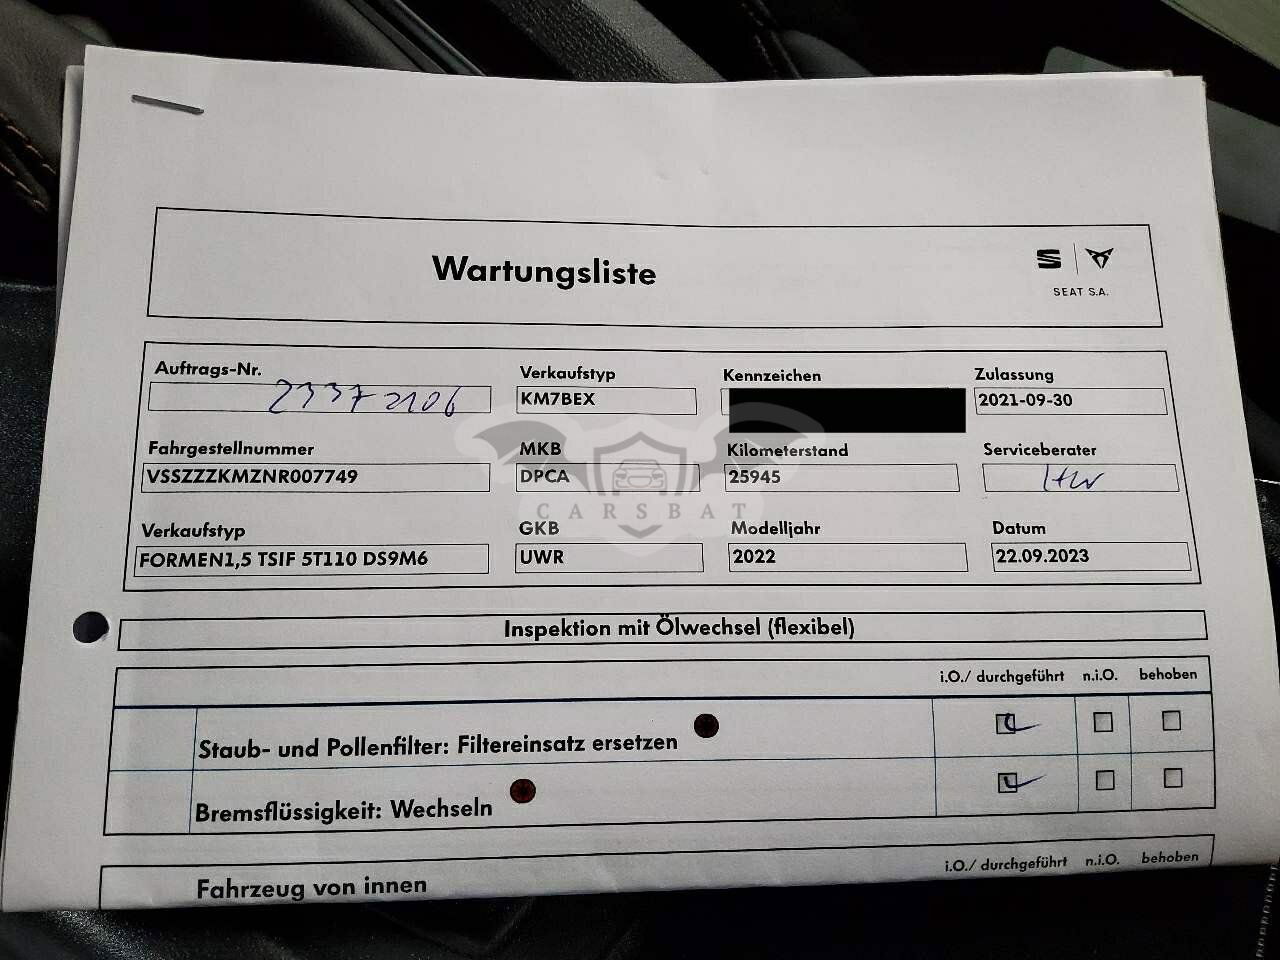 Wartungsliste
SEAT S.A.
Auftrags-Nr. Verkaufstyp Kennzeichen Zulassung
23372106 KM7BEX 2021-09-30
Fahrgestellnummer MKB Kilometerstand Serviceberater
VSSZZZKMZNR007749 DPCA 25945
CARSBAT
Verkaufstyp GKB Modelljahr Datum
FORMEN1,5 TSIF 5T110 DS9M6 UWR 2022 22.09.2023
Inspektion mit Ölwechsel (flexibel)
i.O./ durchgeführt n.i.O. behoben
Staub- und Pollenfilter: Filtereinsatz ersetzen
Bremsflüssigkeit: Wechseln
i.O./ durchgeführt n.i.O. behoben
Fahrzeug von innen